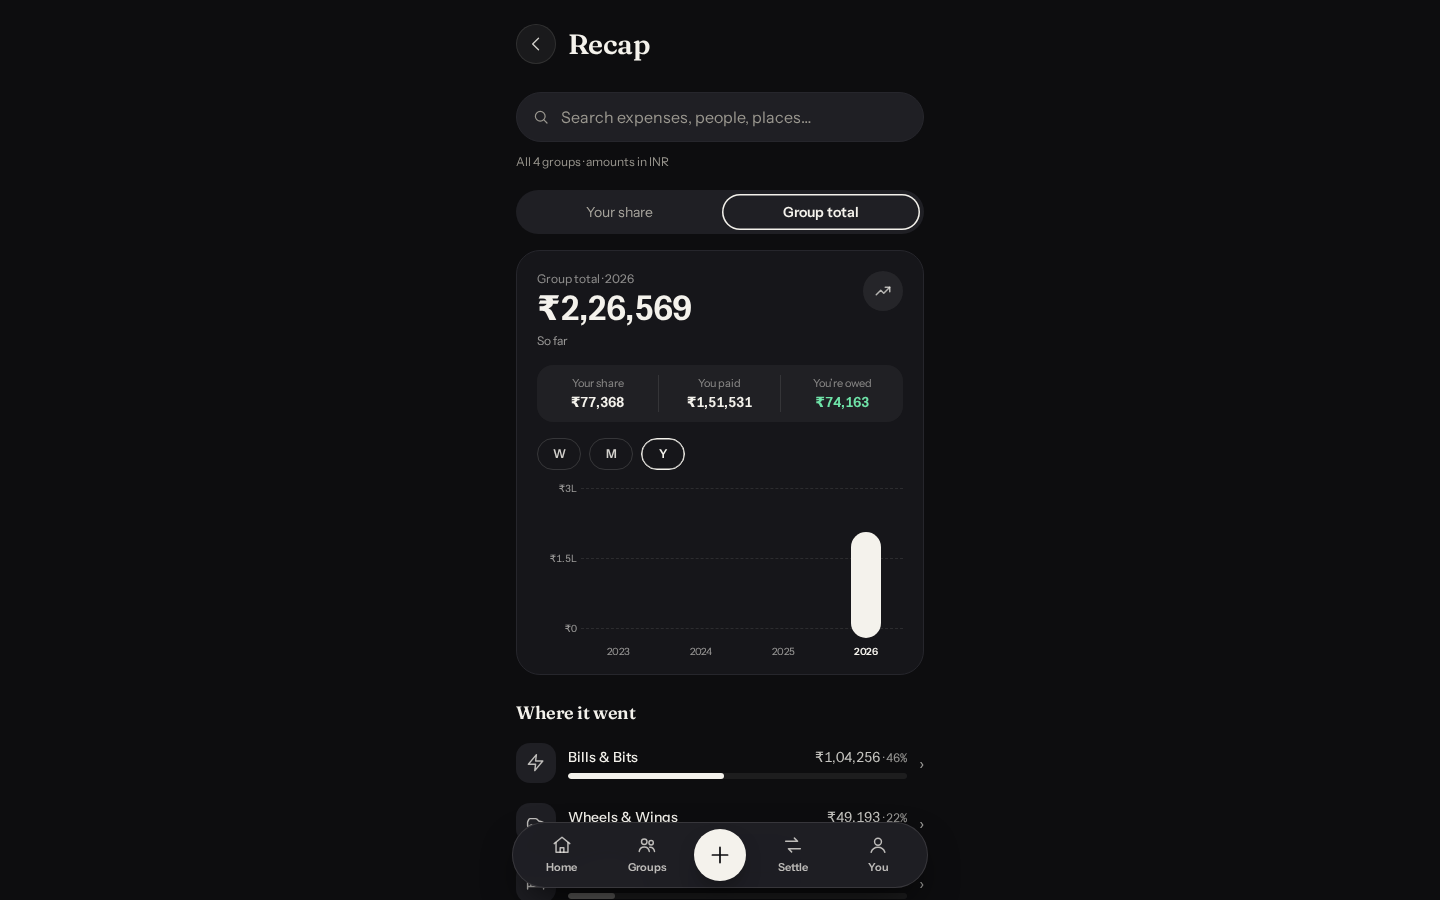 Recap
Search expenses, people, places...
All 4 groups · amounts in INR
Your share
Group total
Group total · 2026
₹2,26,569
So far
Your share
You paid
You're owed
₹77,368
₹1,51,531
₹74,163
W
M
Y
₹3L
₹1.5L
₹0
2023
2024
2025
2026
Where it went
Bills & Bits
₹1,04,256 · 46%
Wheels & Wings
₹49,193 · 22%
Home
Groups
Settle
You